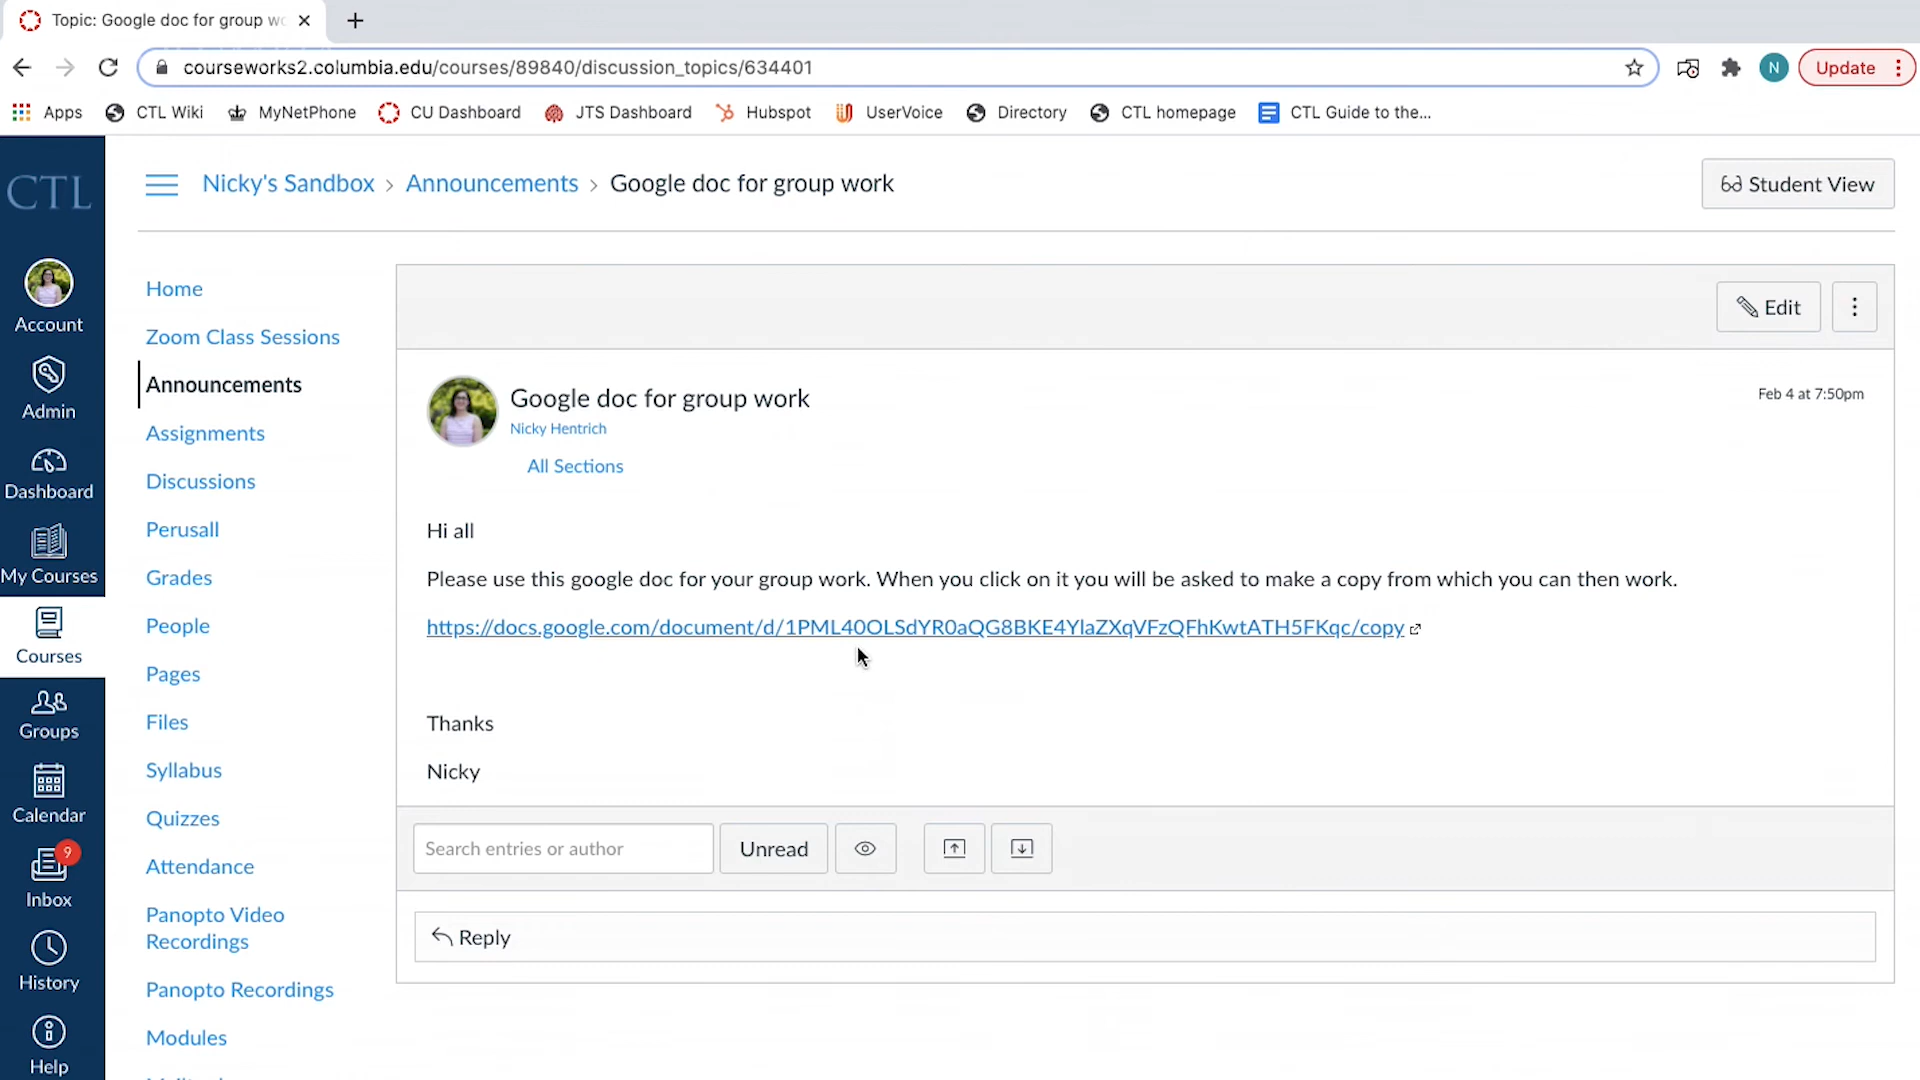 Topic: Google doc for group w
courseworks2.columbia.edu/courses/89840/discussion_topics/634401
N
Update
Apps
CTL Wiki
MyNetPhone
CU Dashboard
JTS Dashboard
Hubspot
UserVoice
Directory
CTL homepage
CTL Guide to the...
CTL
Account
Admin
Dashboard
My Courses
Courses
Groups
Calendar
9
Inbox
History
Help
Nicky's Sandbox › Announcements › Google doc for group work
Student View
Home
Zoom Class Sessions
Announcements
Assignments
Discussions
Perusall
Grades
People
Pages
Files
Syllabus
Quizzes
Attendance
Panopto Video
Recordings
Panopto Recordings
Modules
Edit
Google doc for group work
Nicky Hentrich
All Sections
Feb 4 at 7:50pm
Hi all
Please use this google doc for your group work. When you click on it you will be asked to make a copy from which you can then work.
https://docs.google.com/document/d/1PML40OLSdYR0aQG8BKE4YlaZXqVFzQFhKwtATH5FKqc/copy
Thanks
Nicky
Search entries or author
Unread
Reply